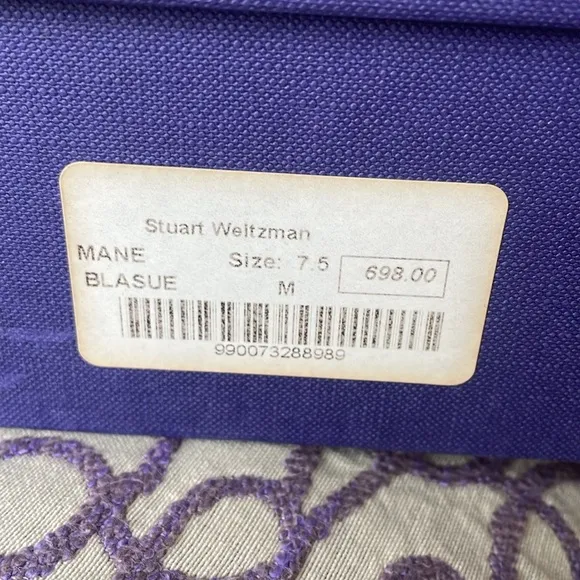 Stuart Weitzman
MANE Size: 7.5 698.00
BLASUE M
990073288989